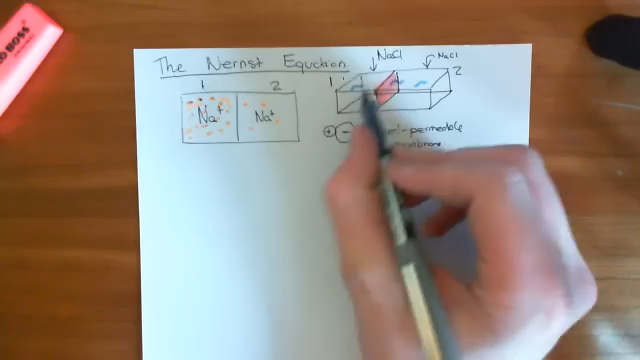 The Nernst Equation
NaCl
NaCl
1
2
1
2
Na+
Na+
+
-
permeable
membrane
BOSS